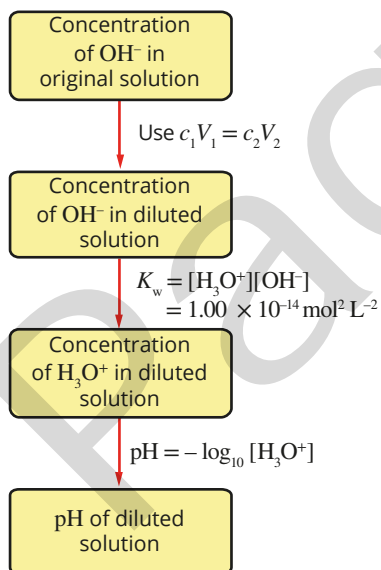 Concentration
of OH⁻ in
original solution
Use c₁V₁ = c₂V₂
Concentration
of OH⁻ in diluted
solution
K_w = [H₃O⁺][OH⁻]
= 1.00 × 10⁻¹⁴ mol² L⁻²
Concentration
of H₃O⁺ in diluted
solution
pH = – log₁₀ [H₃O⁺]
pH of diluted
solution